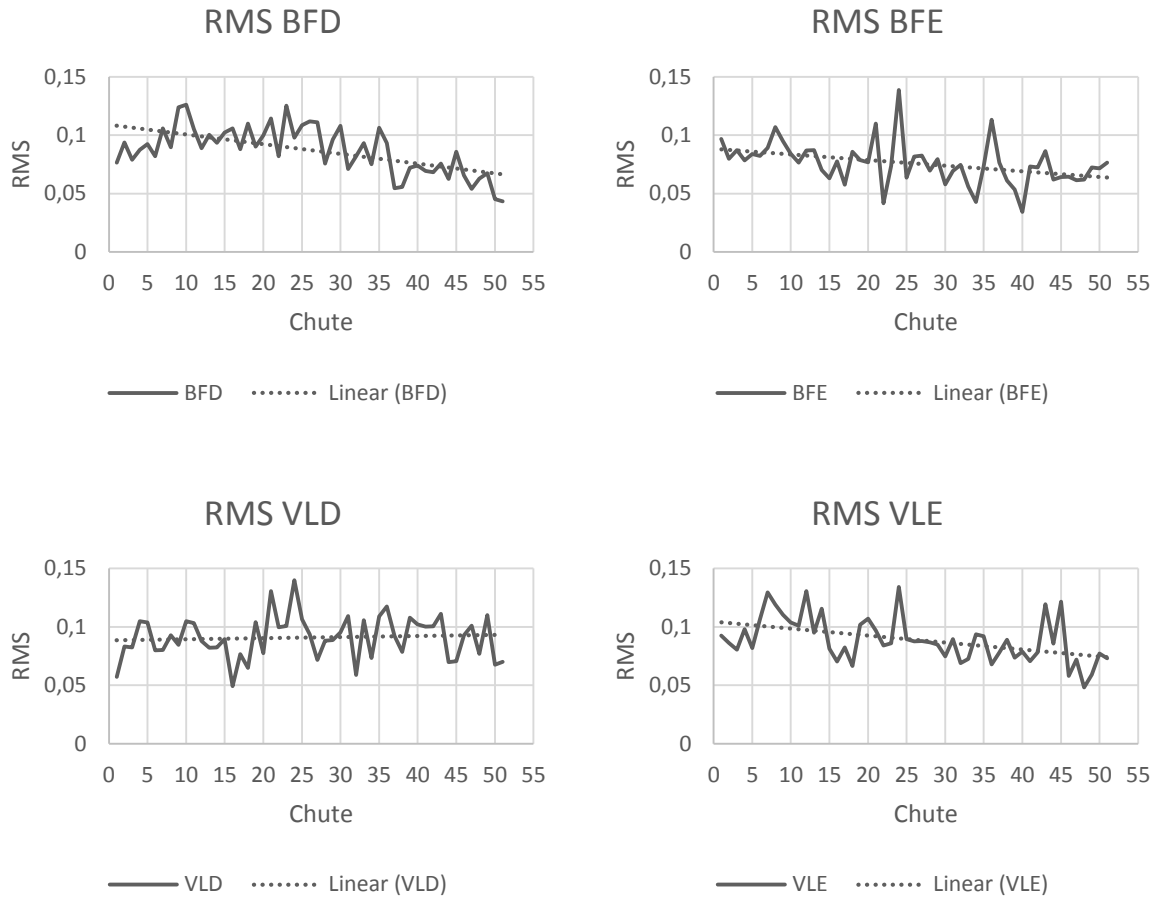 RMS BFD
0,15
0,1
0,05
0
RMS
0 5 10 15 20 25 30 35 40 45 50 55
Chute
BFD Linear (BFD)
RMS BFE
0,15
0,1
0,05
0
RMS
0 5 10 15 20 25 30 35 40 45 50 55
Chute
BFE Linear (BFE)
RMS VLD
0,15
0,1
0,05
0
RMS
0 5 10 15 20 25 30 35 40 45 50 55
Chute
VLD Linear (VLD)
RMS VLE
0,15
0,1
0,05
0
RMS
0 5 10 15 20 25 30 35 40 45 50 55
Chute
VLE Linear (VLE)